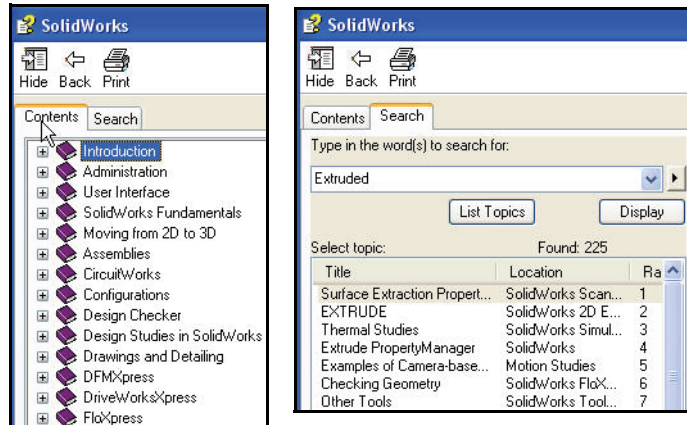 SolidWorks
Hide Back Print
Contents Search
Introduction
Administration
User Interface
SolidWorks Fundamentals
Moving from 2D to 3D
Assemblies
CircuitWorks
Configurations
Design Checker
Design Studies in SolidWorks
Drawings and Detailing
DFMXpress
DriveWorksXpress
FloXpress
SolidWorks
Hide Back Print
Contents Search
Type in the word(s) to search for:
Extruded
List Topics Display
Select topic: Found: 225
Title Location Ra
Surface Extraction Propert... SolidWorks Scan... 1
EXTRUDE SolidWorks 2D E... 2
Thermal Studies SolidWorks Simul... 3
Extrude PropertyManager SolidWorks 4
Examples of Camera-base... Motion Studies 5
Checking Geometry SolidWorks FloX... 6
Other Tools SolidWorks Tool... 7